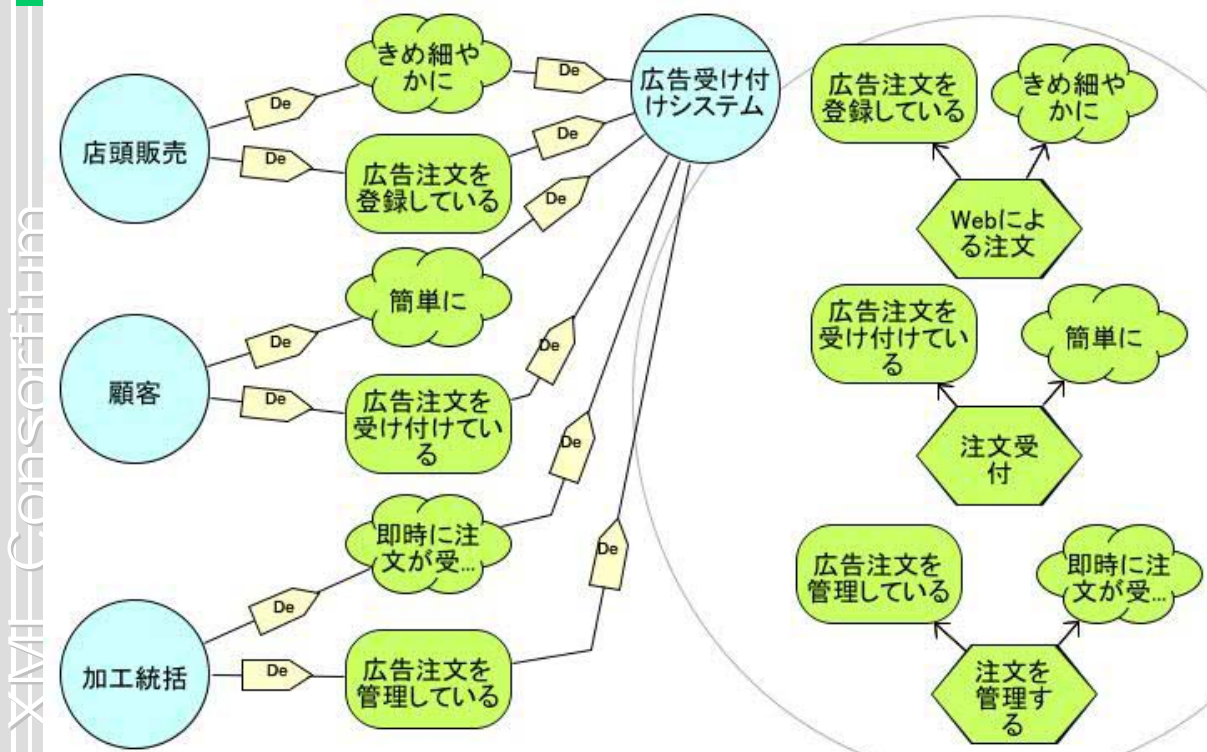 きめ細や
かに
De
De
広告受け付
けシステム
店頭販売
De
De
広告注文を
登録している
De
簡単に
De
顧客
De
De
広告注文を
受け付けてい
る
De
即時に注
文が受...
De
De
加工統括
De
広告注文を
管理している
広告注文を
登録している
きめ細や
かに
Webによ
る注文
広告注文を
受け付けてい
る
簡単に
注文受
付
広告注文を
管理している
即時に注
文が受...
注文を
管理す
る
XML Consortium